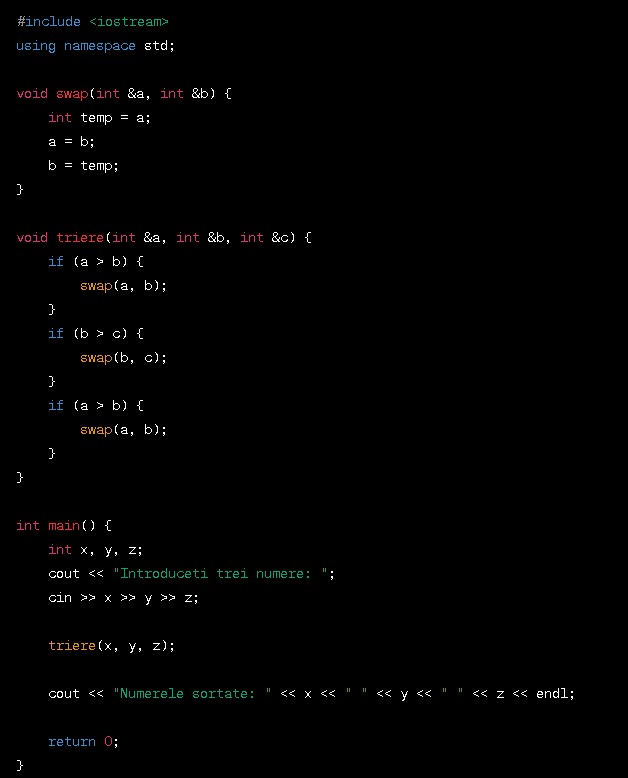 #include <iostream>
using namespace std;
void swap(int &a, int &b) {
    int temp = a;
    a = b;
    b = temp;
}
void triere(int &a, int &b, int &c) {
    if (a > b) {
        swap(a, b);
    }
    if (b > c) {
        swap(b, c);
    }
    if (a > b) {
        swap(a, b);
    }
}
int main() {
    int x, y, z;
    cout << "Introduceti trei numere: ";
    cin >> x >> y >> z;
    triere(x, y, z);
    cout << "Numerele sortate: " << x << " " << y << " " << z << endl;
    return 0;
}